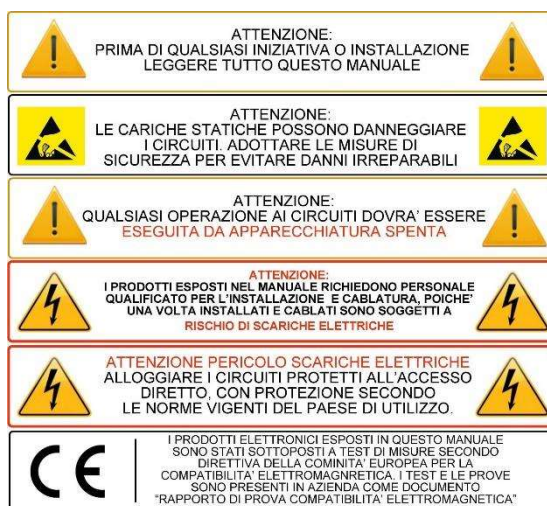 ATTENZIONE:
PRIMA DI QUALSIASI INIZIATIVA O INSTALLAZIONE
LEGGERE TUTTO QUESTO MANUALE
ATTENZIONE:
LE CARICHE STATICHE POSSONO DANNEGGIARE
I CIRCUITI. ADOTTARE LE MISURE DI
SICUREZZA PER EVITARE DANNI IRREPARABILI
ATTENZIONE:
QUALSIASI OPERAZIONE AI CIRCUITI DOVRA' ESSERE
ESEGUITA DA APPARECCHIATURA SPENTA
ATTENZIONE:
I PRODOTTI ESPOSTI NEL MANUALE RICHIEDONO PERSONALE
QUALIFICATO PER L'INSTALLAZIONE E CABLATURA, POICHE'
UNA VOLTA INSTALLATI E CABLATI SONO SOGGETTI A
RISCHIO DI SCARICHE ELETTRICHE
ATTENZIONE PERICOLO SCARICHE ELETTRICHE
ALLOGGIARE I CIRCUITI PROTETTI ALL'ACCESSO
DIRETTO, CON PROTEZIONE SECONDO
LE NORME VIGENTI DEL PAESE DI UTILIZZO.
CE
I PRODOTTI ELETTRONICI ESPOSTI IN QUESTO MANUALE
SONO STATI SOTTOPOSTI A TEST DI MISURE SECONDO
DIRETTIVA DELLA COMINITA' EUROPEA PER LA
COMPATIBILITA' ELETTROMAGNRETICA. I TEST E LE PROVE
SONO PRESENTI IN AZIENDA COME DOCUMENTO
"RAPPORTO DI PROVA COMPATIBILITA' ELETTROMAGNETICA"